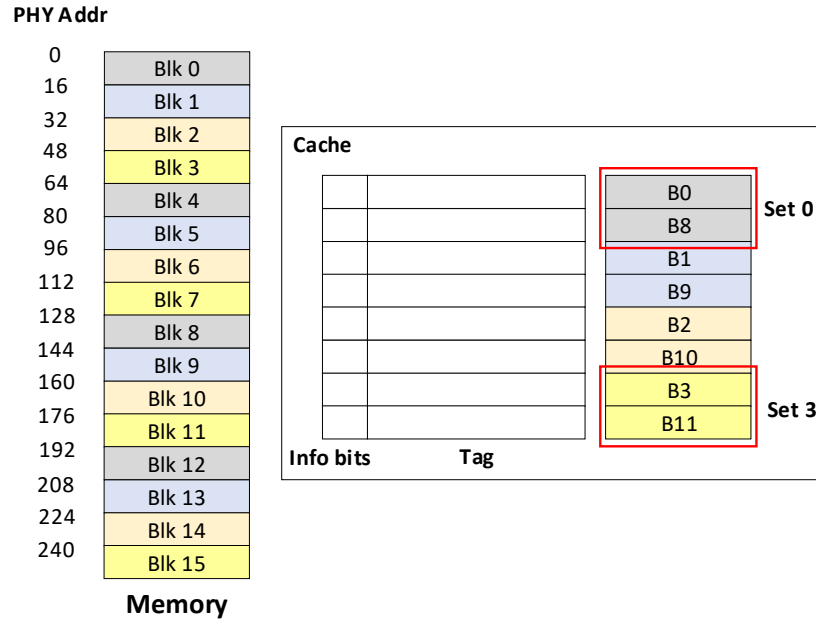 PHY Addr
0
16
32
48
64
80
96
112
128
144
160
176
192
208
224
240
Blk 0
Blk 1
Blk 2
Blk 3
Blk 4
Blk 5
Blk 6
Blk 7
Blk 8
Blk 9
Blk 10
Blk 11
Blk 12
Blk 13
Blk 14
Blk 15
Memory
Cache
B0
B8
B1
B9
B2
B10
B3
B11
Set 0
Set 3
Info bits
Tag